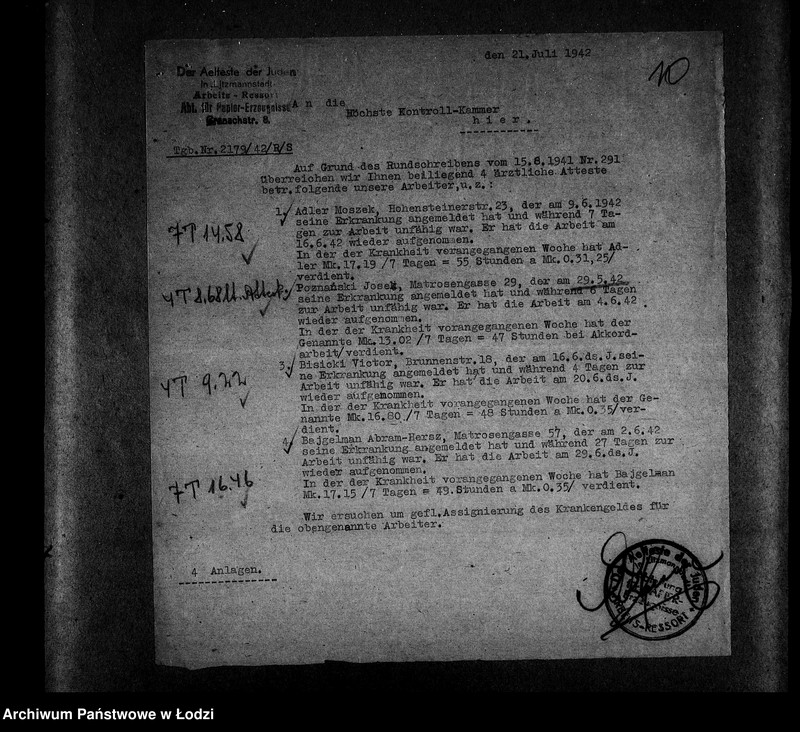 den 21. Juli 1942
10
Der Aelteste der Juden
in Litzmannstadt
Arbeits - Ressort
Abt. für Papier-Erzeugnisse
An die
Höchste Kontroll-Kammer
h i e r .
Tgb.Nr.2179/42/R/S
Auf Grund des Rundschreibens vom 15.6.1941 Nr.291
überreichen wir Ihnen beiliegend 4 ärztliche Atteste
betr.folgende unsere Arbeiter,u.z.:
1./ Adler Moszek, Hohensteinerstr.23, der am 9.6.1942
seine Erkrankung angemeldet hat und während 7 Ta-
gen zur Arbeit unfähig war. Er hat die Arbeit am
16.6.42 wieder aufgenommen.
In der der Krankheit vorangegangenen Woche hat Ad-
ler Mk.17.19 /7 Tagen = 55 Stunden a Mk.0.31,25/
verdient.
7T 14.58
Poznański Josek, Matrosengasse 29, der am 29.5.42
seine Erkrankung angemeldet hat und während 6 Tagen
zur Arbeit unfähig war. Er hat die Arbeit am 4.6.42
wieder aufgenommen.
In der der Krankheit vorangegangenen Woche hat der
Genannte Mk.13.02 /7 Tagen = 47 Stunden bei Akkord-
arbeit/verdient.
4T 8.68
3./ Bisicki Victor, Brunnenstr.18, der am 16.6.ds.J.sei-
ne Erkrankung angemeldet hat und während 4 Tagen zur
Arbeit unfähig war. Er hat die Arbeit am 20.6.ds.J.
wieder aufgenommen.
In der der Krankheit vorangegangenen Woche hat der Ge-
nannte Mk.16.80 /7 Tagen = 48 Stunden a Mk.0.35/ver-
dient.
4T 9.22
4./ Bajgelman Abram-Hersz, Matrosengasse 57, der am 2.6.42
seine Erkrankung angemeldet hat und während 27 Tagen zur
Arbeit unfähig war. Er hat die Arbeit am 29.6.ds.J.
wieder aufgenommen.
In der der Krankheit vorangegangenen Woche hat Bajgelman
Mk.17.15 /7 Tagen = 49.Stunden a Mk.0.35/ verdient.
7T 16.46
Wir ersuchen um gefl.Assignierung des Krankengeldes für
die obengenannte Arbeiter.
4 Anlagen.
Aelteste der Juden
ARBEITS-RESSORT
Archiwum Państwowe w Łodzi